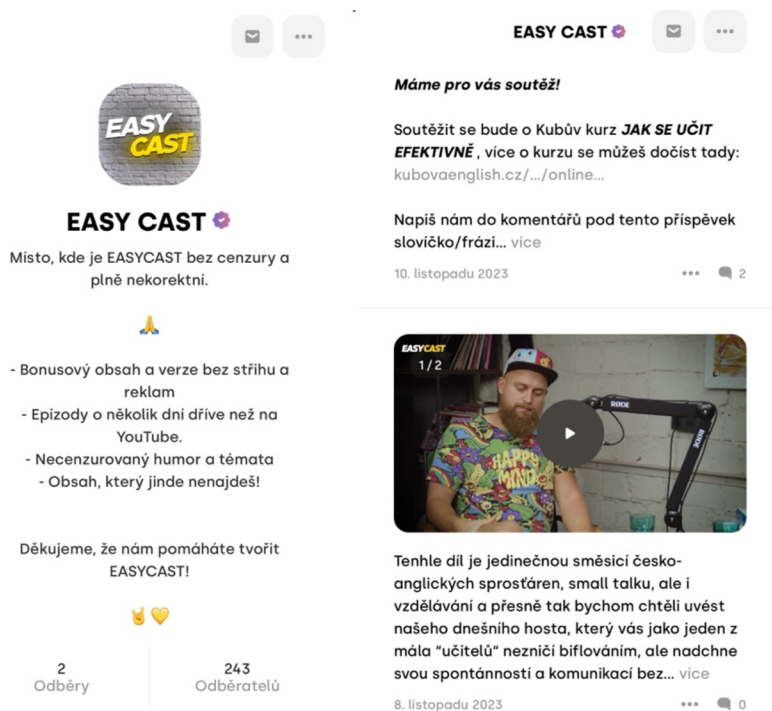 EASY
CAST
EASY CAST
Místo, kde je EASYCAST bez cenzury a
plně nekorektní.
- Bonusový obsah a verze bez střihu a
reklam
- Epizody o několik dní dříve než na
YouTube.
- Necenzurovaný humor a témata
- Obsah, který jinde nenajdeš!
Děkujeme, že nám pomáháte tvořit
EASYCAST!
2
Odběry
243
Odběratelů
EASY CAST
Máme pro vás soutěž!
Soutěžit se bude o Kubův kurz JAK SE UČIT
EFEKTIVNĚ , více o kurzu se můžeš dočíst tady:
kubovaenglish.cz/.../online...
Napiš nám do komentářů pod tento příspěvek
slovíčko/frázi... více
10. listopadu 2023
2
EASYCAST
1/2
RØDE
RØDE
HAPPY
MIND
Tenhle díl je jedinečnou směsicí česko-
anglických sprosťáren, small talku, ale i
vzdělávání a přesně tak bychom chtěli uvést
našeho dnešního hosta, který vás jako jeden z
mála "učitelů" nezničí biflováním, ale nadchne
svou spontánností a komunikací bez... více
8. listopadu 2023
0